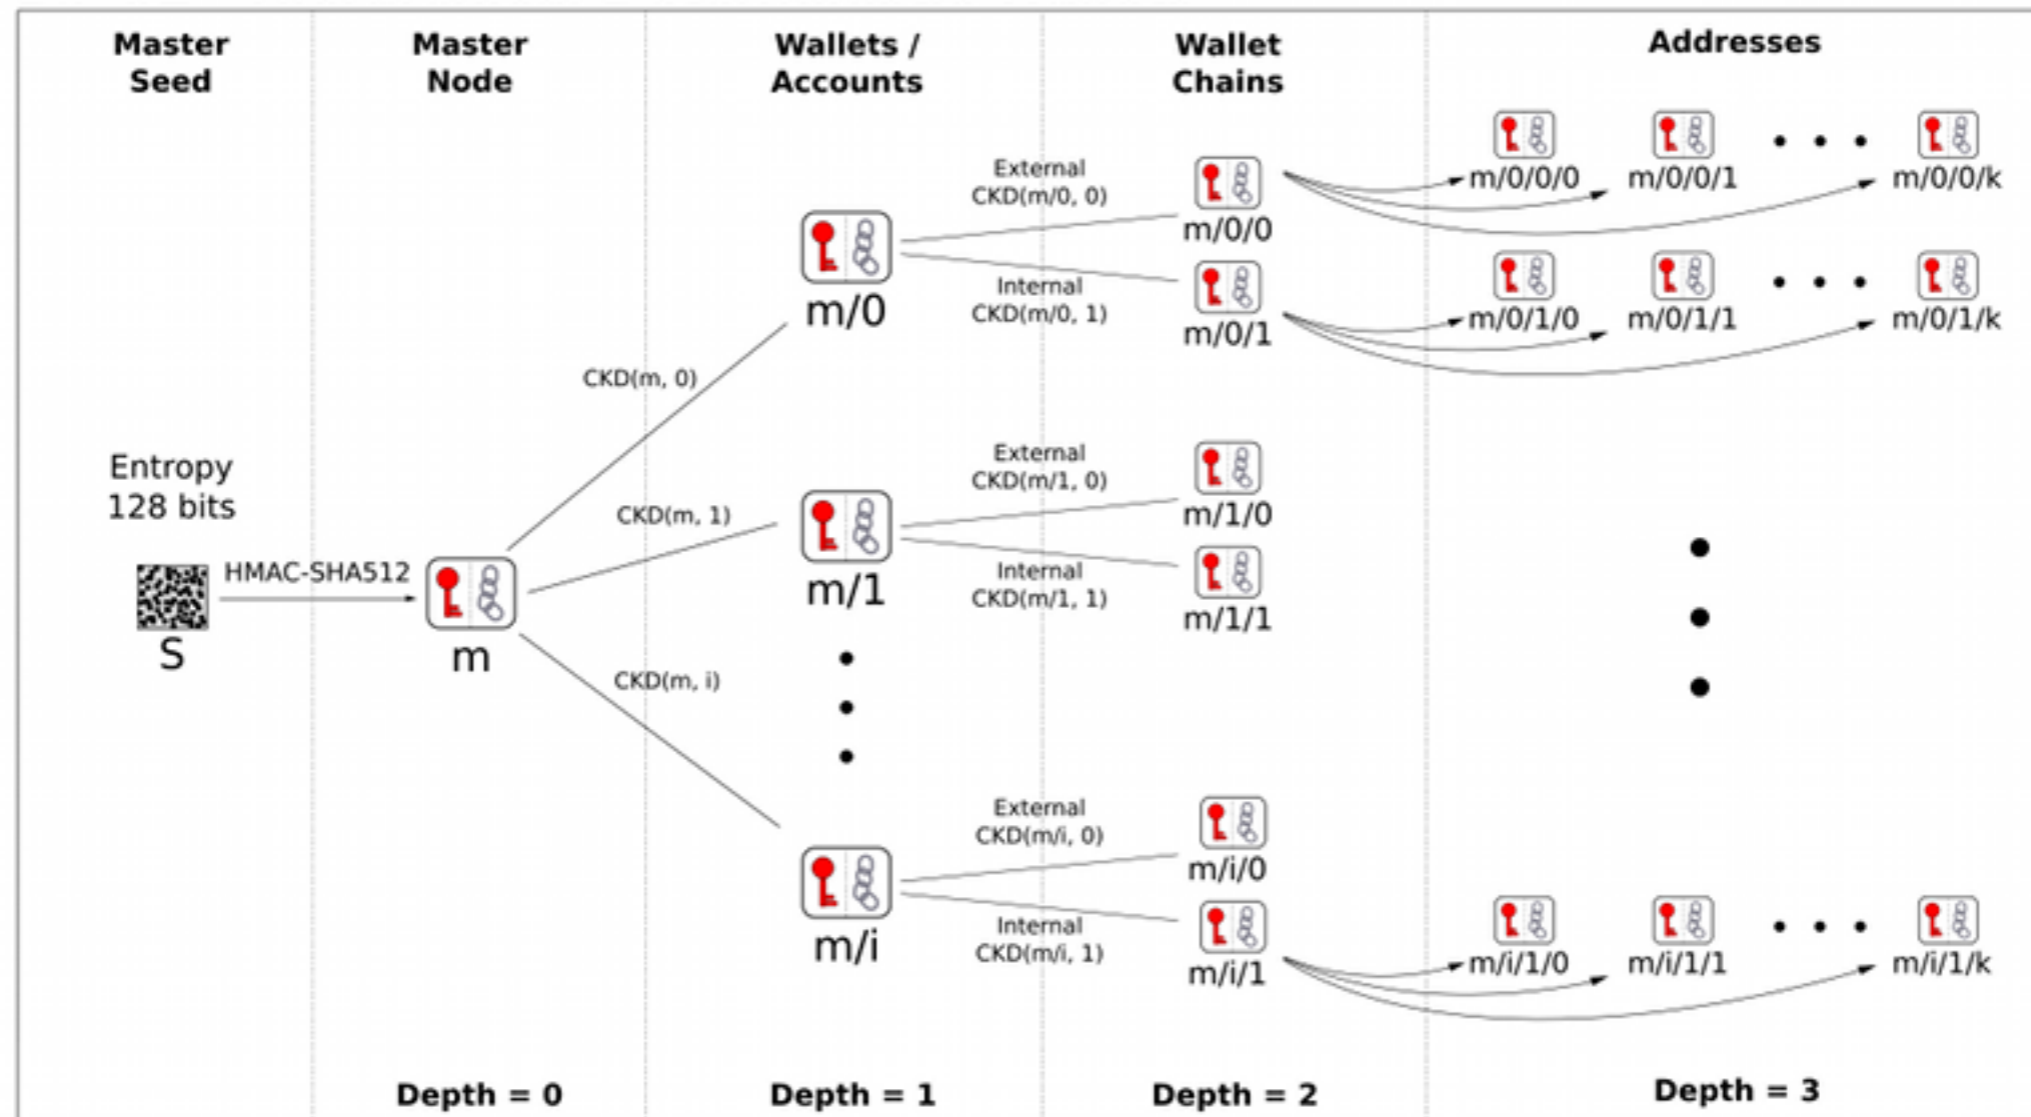 Master
Seed
Master
Node
Wallets /
Accounts
Wallet
Chains
Addresses
Entropy
128 bits
HMAC-SHA512
S
m
CKD(m, 0)
CKD(m, 1)
CKD(m, i)
m/0
m/1
m/i
External
CKD(m/0, 0)
Internal
CKD(m/0, 1)
External
CKD(m/1, 0)
Internal
CKD(m/1, 1)
External
CKD(m/i, 0)
Internal
CKD(m/i, 1)
m/0/0
m/0/1
m/1/0
m/1/1
m/i/0
m/i/1
m/0/0/0 m/0/0/1 m/0/0/k
m/0/1/0 m/0/1/1 m/0/1/k
m/i/1/0 m/i/1/1 m/i/1/k
Depth = 0
Depth = 1
Depth = 2
Depth = 3